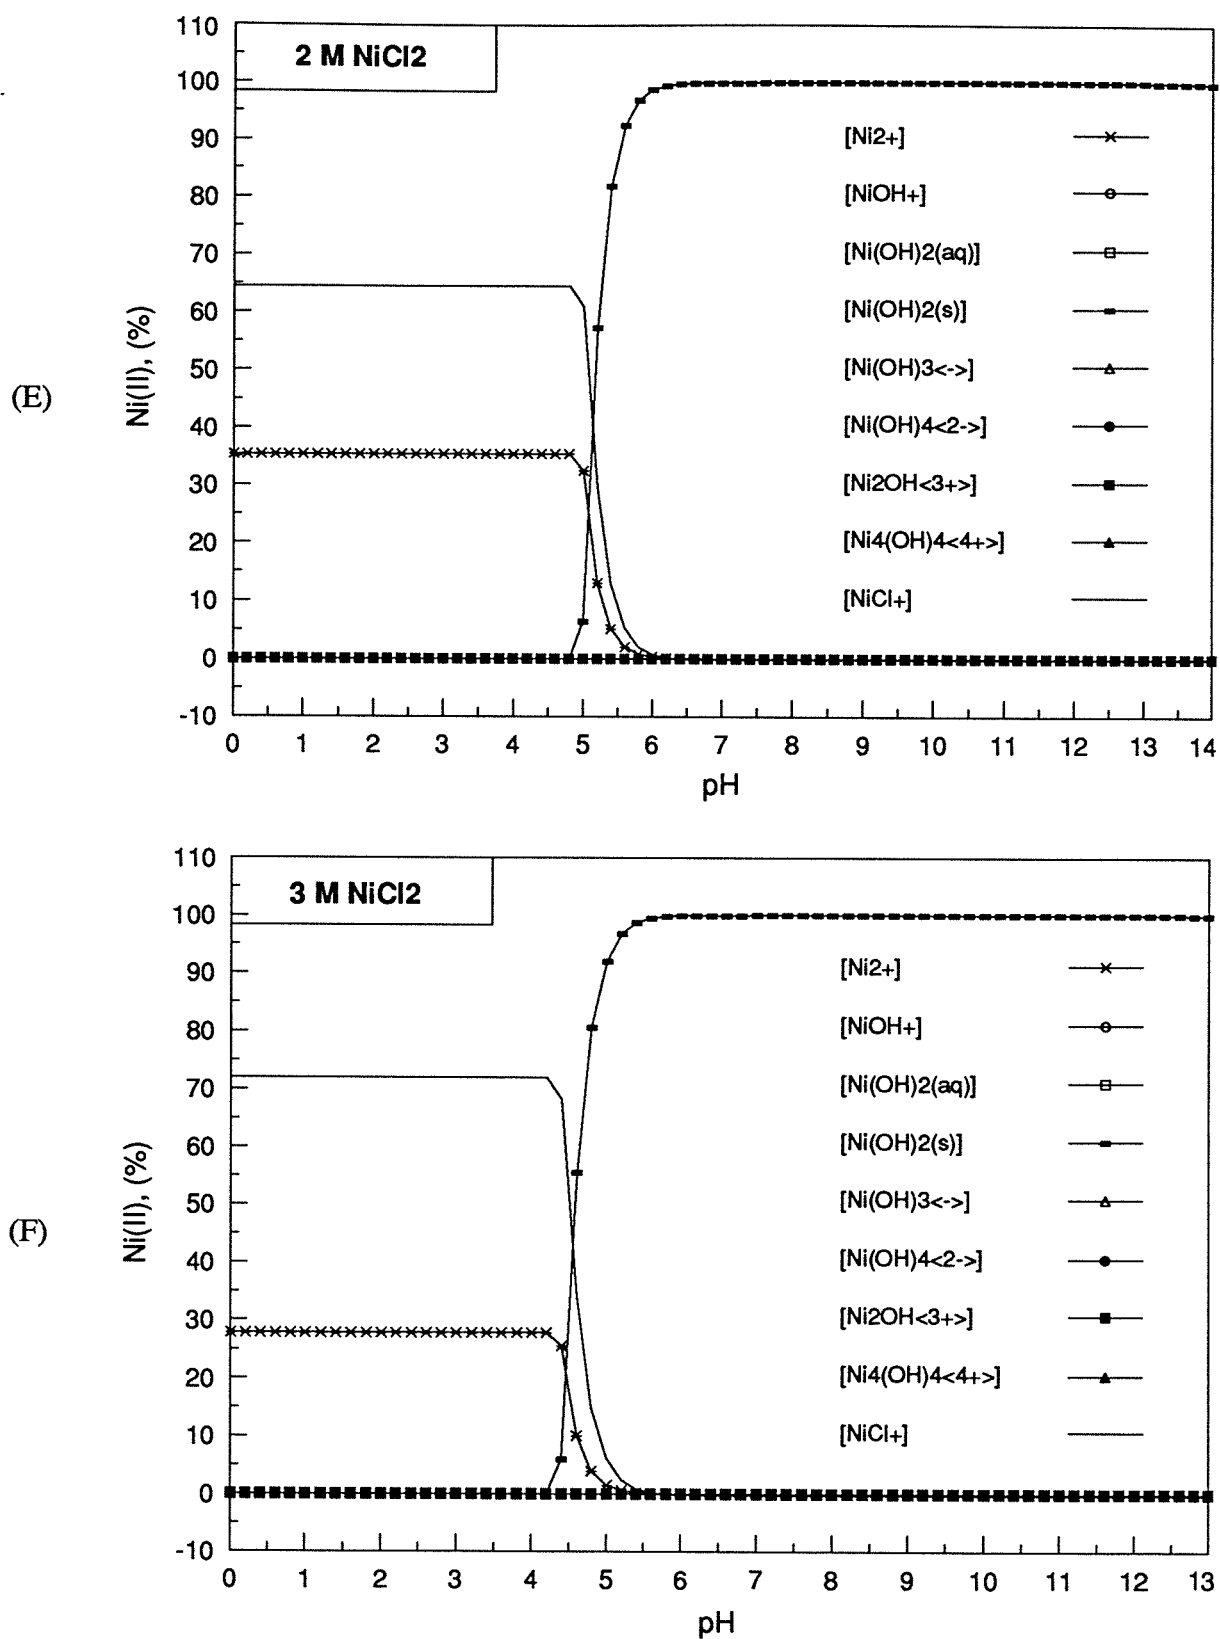 110
2 M NiCl2
100
90
[Ni2+]
80
[NiOH+]
70
[Ni(OH)2(aq)]
60
[Ni(OH)2(s)]
50
[Ni(OH)3<->]
(E)
Ni(II), (%)
40
[Ni(OH)4<2->]
30
[Ni2OH<3+>]
20
[Ni4(OH)4<4+>]
10
[NiCl+]
0
-10
0 1 2 3 4 5 6 7 8 9 10 11 12 13 14
pH
110
3 M NiCl2
100
90
[Ni2+]
80
[NiOH+]
70
[Ni(OH)2(aq)]
60
[Ni(OH)2(s)]
50
[Ni(OH)3<->]
(F)
Ni(II), (%)
40
[Ni(OH)4<2->]
30
[Ni2OH<3+>]
20
[Ni4(OH)4<4+>]
10
[NiCl+]
0
-10
0 1 2 3 4 5 6 7 8 9 10 11 12 13
pH